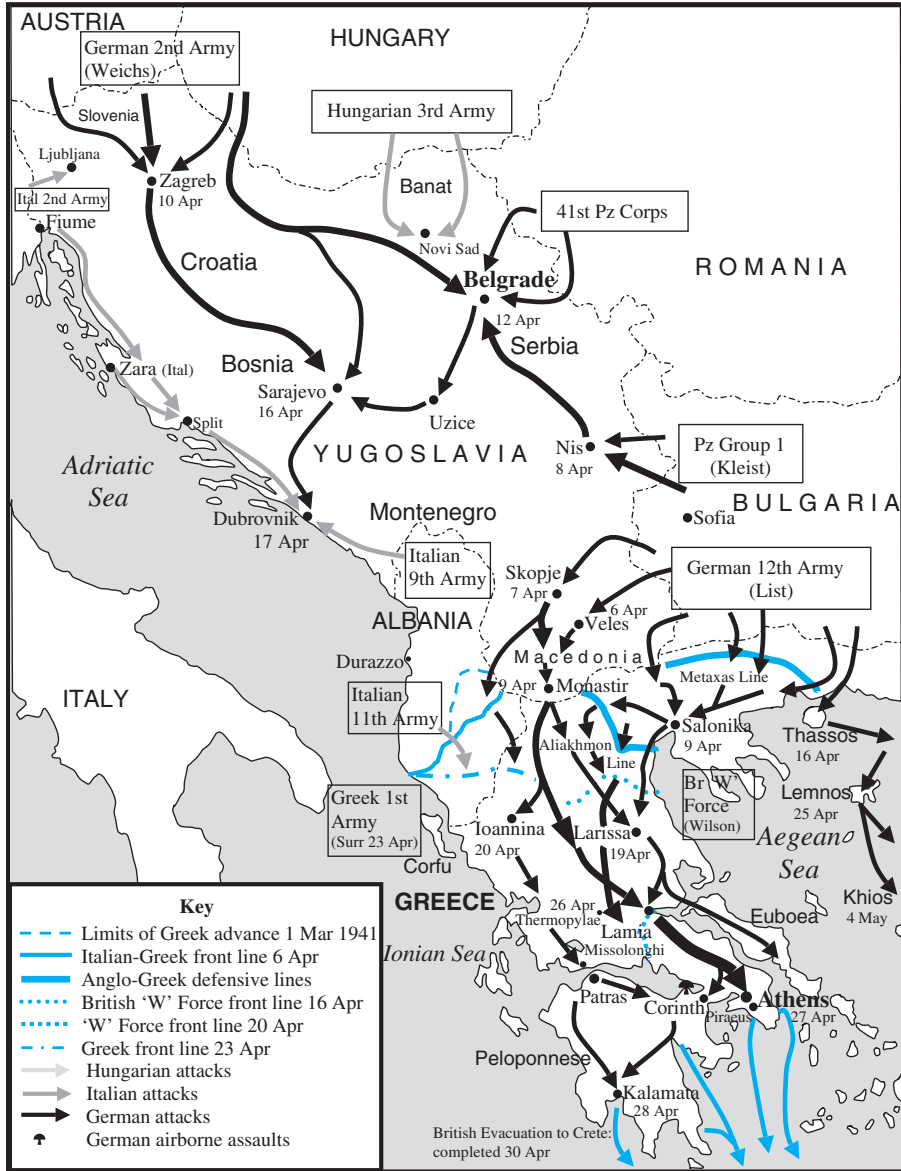 AUSTRIA
HUNGARY
German 2nd Army
(Weichs)
Slovenia
Hungarian 3rd Army
Ljubljana
Zagreb
10 Apr
Banat
Ital 2nd Army
Fiume
41st Pz Corps
Novi Sad
Croatia
ROMANIA
Belgrade
12 Apr
Serbia
Zara (Ital)
Bosnia
Sarajevo
16 Apr
Uzice
Split
YUGOSLAVIA
Nis
8 Apr
Pz Group 1
(Kleist)
Adriatic
Sea
BULGARIA
Sofia
Dubrovnik
17 Apr
Montenegro
Italian
9th Army
Skopje
7 Apr
German 12th Army
(List)
ALBANIA
6 Apr
Veles
Durazzo
Macedonia
9 Apr
Monastir
Metaxas Line
ITALY
Italian
11th Army
Salonika
9 Apr
Thassos
16 Apr
Aliakhmon
Line
Br 'W'
Force
(Wilson)
Lemnos
25 Apr
Greek 1st
Army
(Surr 23 Apr)
Ioannina
20 Apr
Larissa
19Apr
Aegean
Sea
Corfu
Khios
4 May
GREECE
26 Apr
Thermopylae
Lamia
Euboea
Ionian Sea
Missolonghi
Patras
Corinth
Athens
Piraeus
27 Apr
Peloponnese
Kalamata
28 Apr
British Evacuation to Crete:
completed 30 Apr
Key
Limits of Greek advance 1 Mar 1941
Italian-Greek front line 6 Apr
Anglo-Greek defensive lines
British 'W' Force front line 16 Apr
'W' Force front line 20 Apr
Greek front line 23 Apr
Hungarian attacks
Italian attacks
German attacks
German airborne assaults